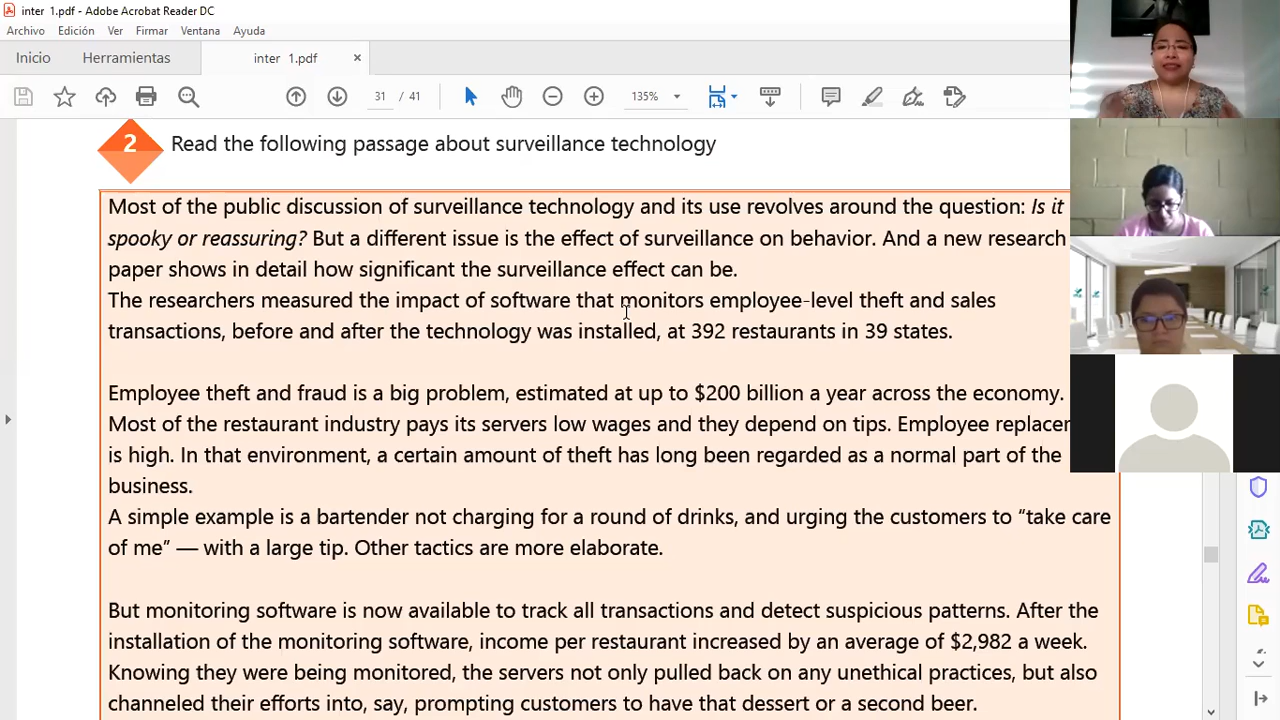 inter 1.pdf - Adobe Acrobat Reader DC
Archivo Edición Ver Firmar Ventana Ayuda
Inicio Herramientas inter 1.pdf ×
31 / 41 135%
2 Read the following passage about surveillance technology
Most of the public discussion of surveillance technology and its use revolves around the question: Is it
spooky or reassuring? But a different issue is the effect of surveillance on behavior. And a new research
paper shows in detail how significant the surveillance effect can be.
The researchers measured the impact of software that monitors employee-level theft and sales
transactions, before and after the technology was installed, at 392 restaurants in 39 states.
Employee theft and fraud is a big problem, estimated at up to $200 billion a year across the economy.
Most of the restaurant industry pays its servers low wages and they depend on tips. Employee
is high. In that environment, a certain amount of theft has long been regarded as a normal part of the
business.
A simple example is a bartender not charging for a round of drinks, and urging the customers to “take care
of me” — with a large tip. Other tactics are more elaborate.
But monitoring software is now available to track all transactions and detect suspicious patterns. After the
installation of the monitoring software, income per restaurant increased by an average of $2,982 a week.
Knowing they were being monitored, the servers not only pulled back on any unethical practices, but also
channeled their efforts into, say, prompting customers to have that dessert or a second beer.